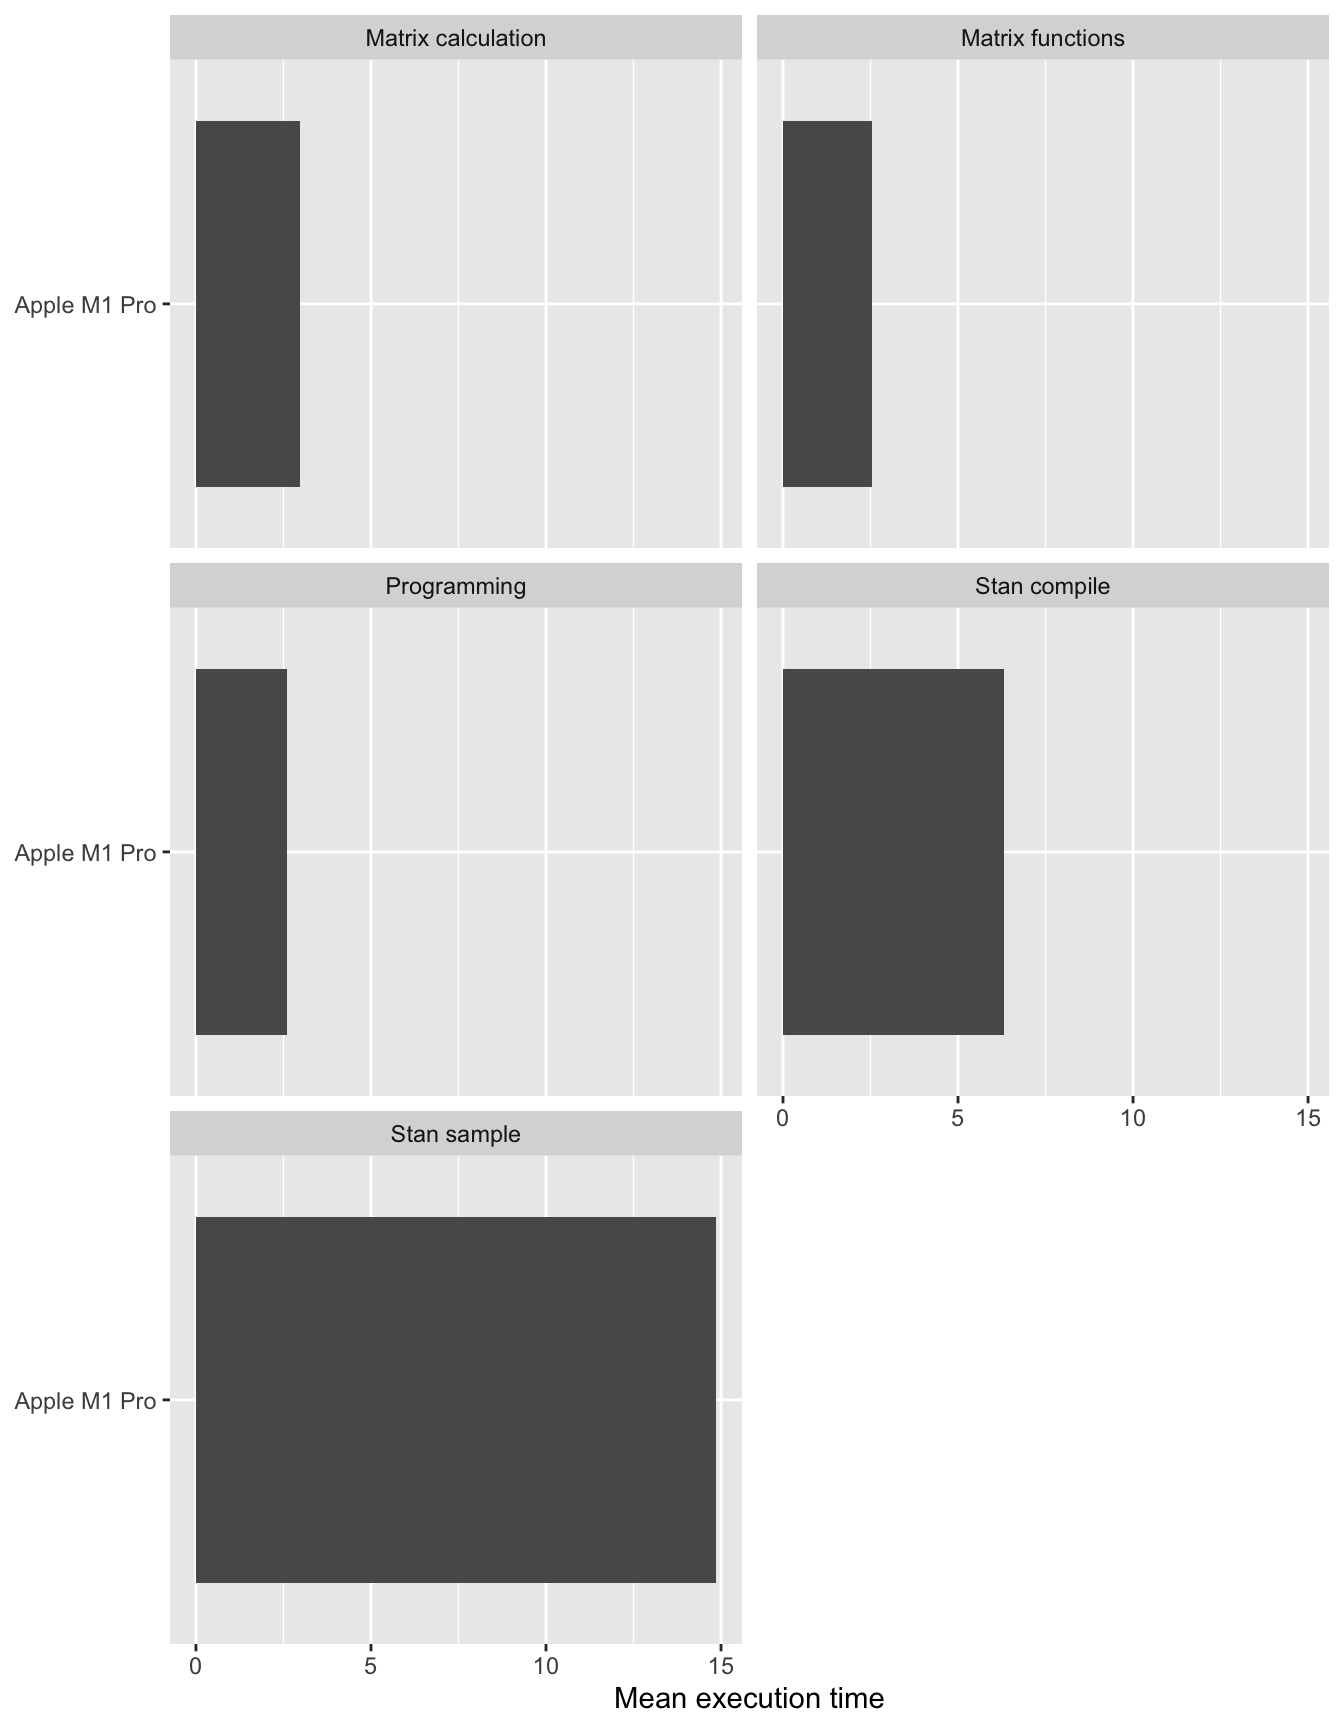 Matrix calculation
Matrix functions
Apple M1 Pro
Programming
Stan compile
Apple M1 Pro
0 5 10 15
Stan sample
Apple M1 Pro
0 5 10 15
Mean execution time